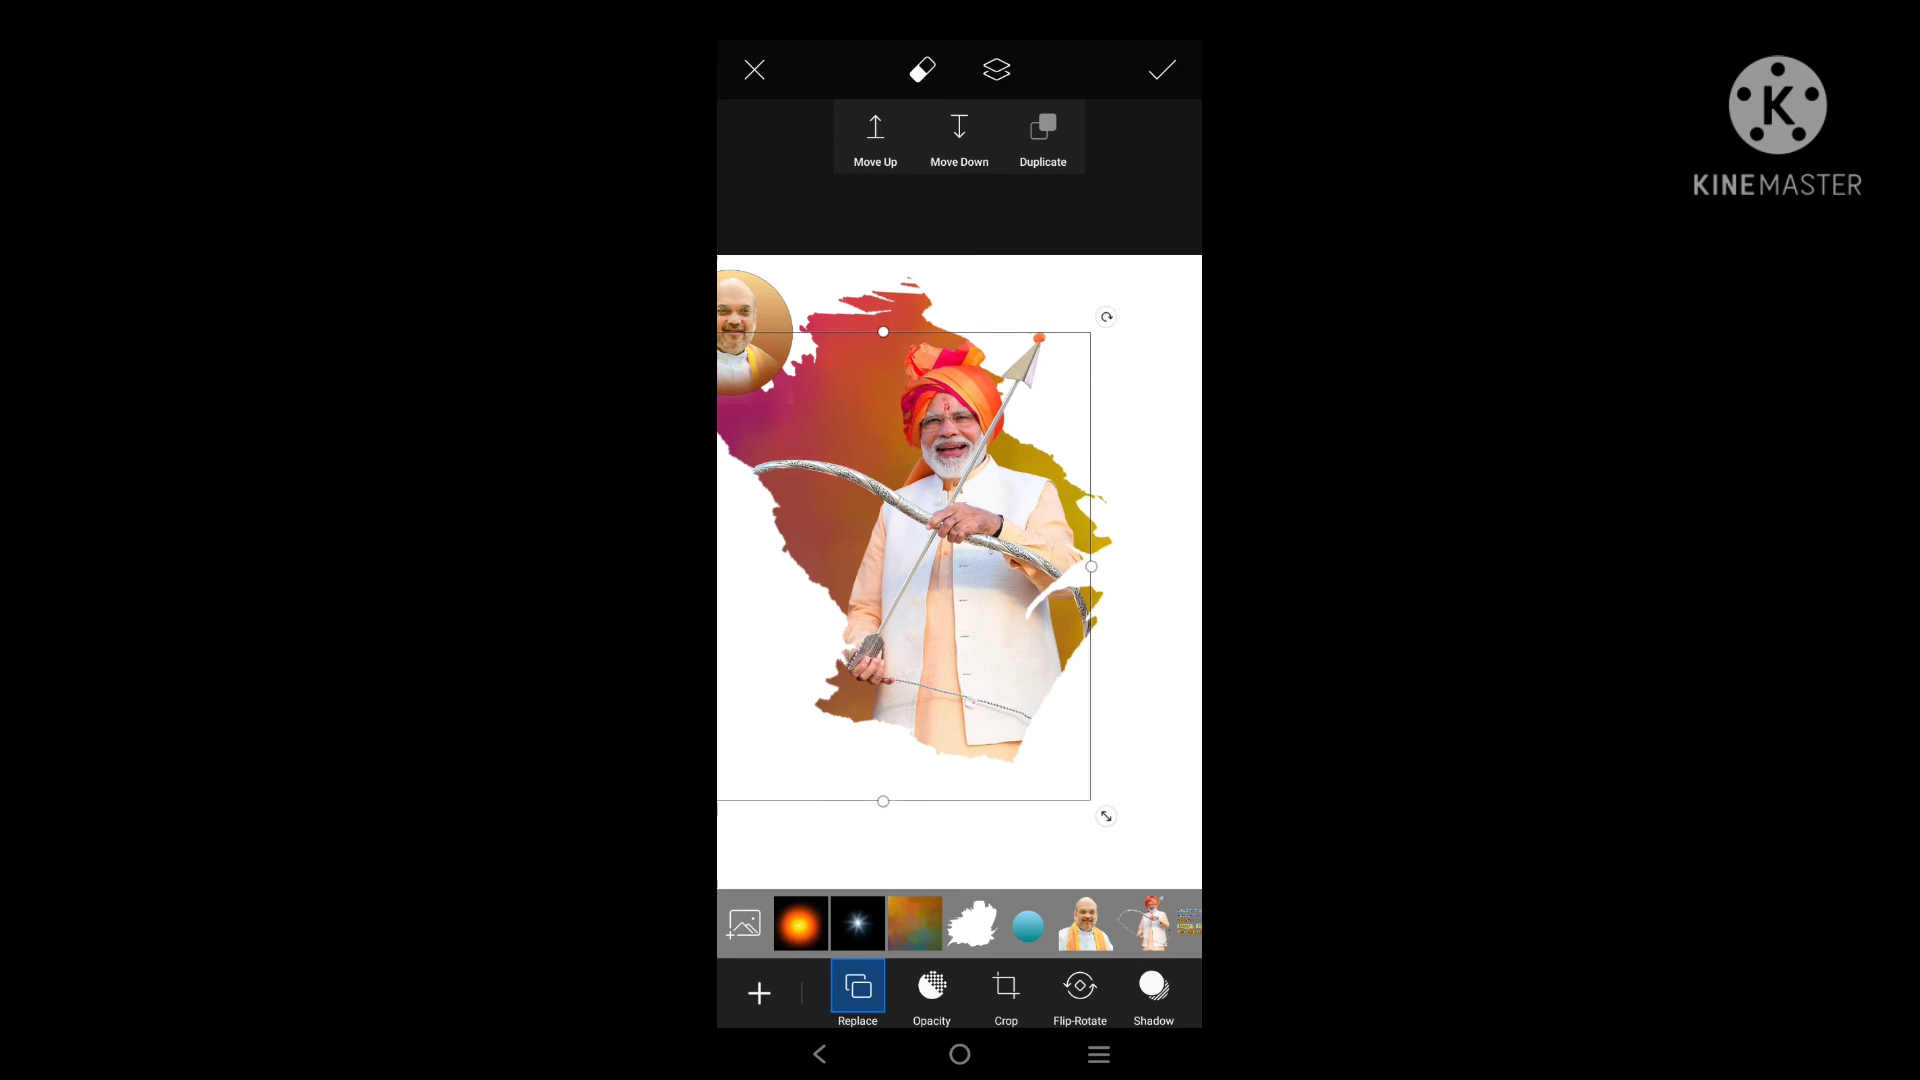 K
KINEMASTER
Move Up
Move Down
Duplicate
Replace
Opacity
Crop
Flip-Rotate
Shadow